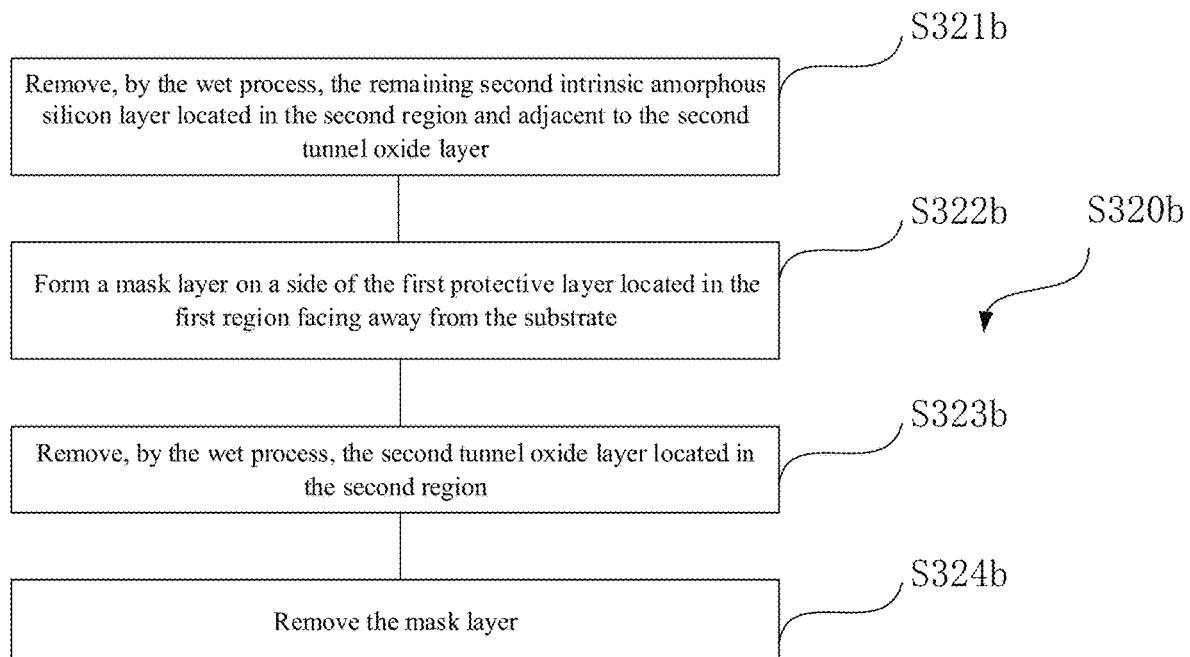 S321b
Remove, by the wet process, the remaining second intrinsic amorphous
silicon layer located in the second region and adjacent to the second
tunnel oxide layer
S322b
S320b
Form a mask layer on a side of the first protective layer located in the
first region facing away from the substrate
S323b
Remove, by the wet process, the second tunnel oxide layer located in
the second region
S324b
Remove the mask layer